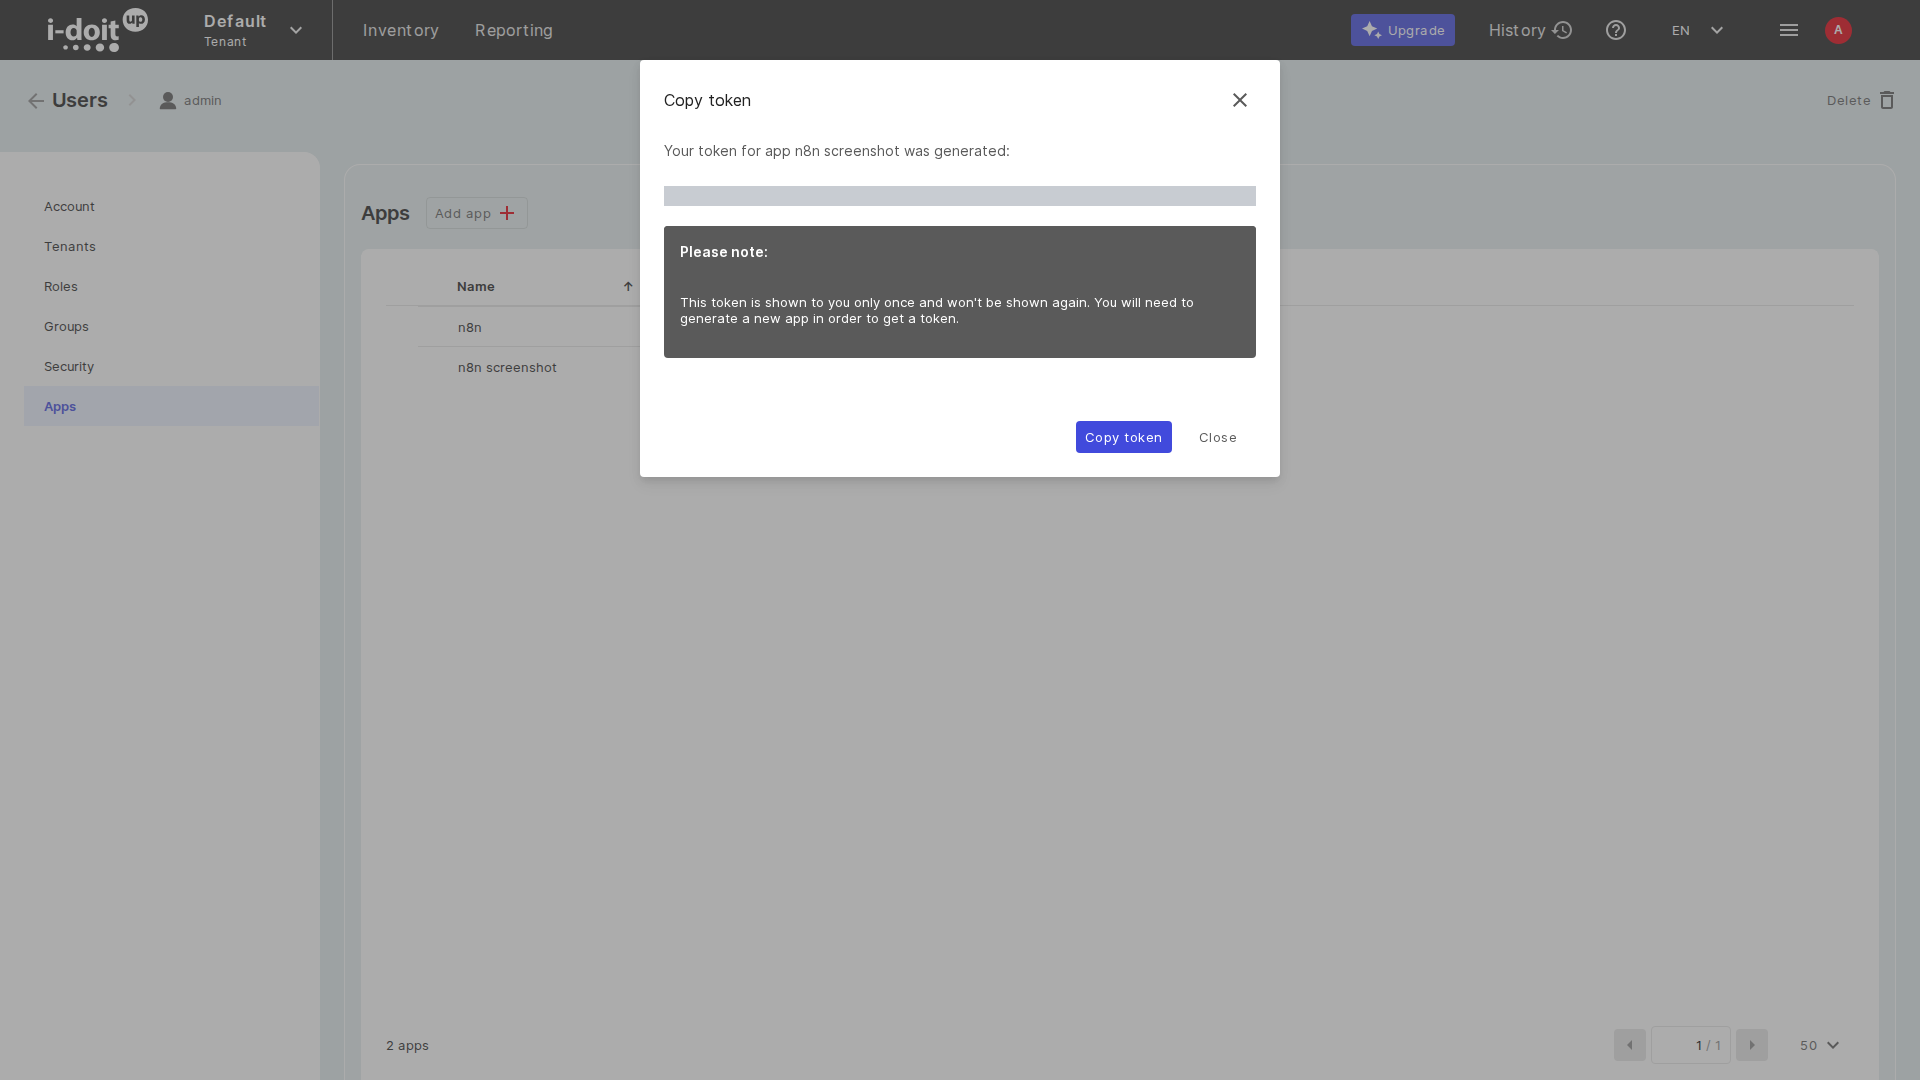 i-doit up
Default
Tenant
Inventory
Reporting
Upgrade
History
EN
A
Users
admin
Delete
Account
Tenants
Roles
Groups
Security
Apps
Apps
Add app
Name
n8n
n8n screenshot
2 apps
1 / 1
50
Copy token
Your token for app n8n screenshot was generated:
Please note:
This token is shown to you only once and won't be shown again. You will need to
generate a new app in order to get a token.
Copy token
Close